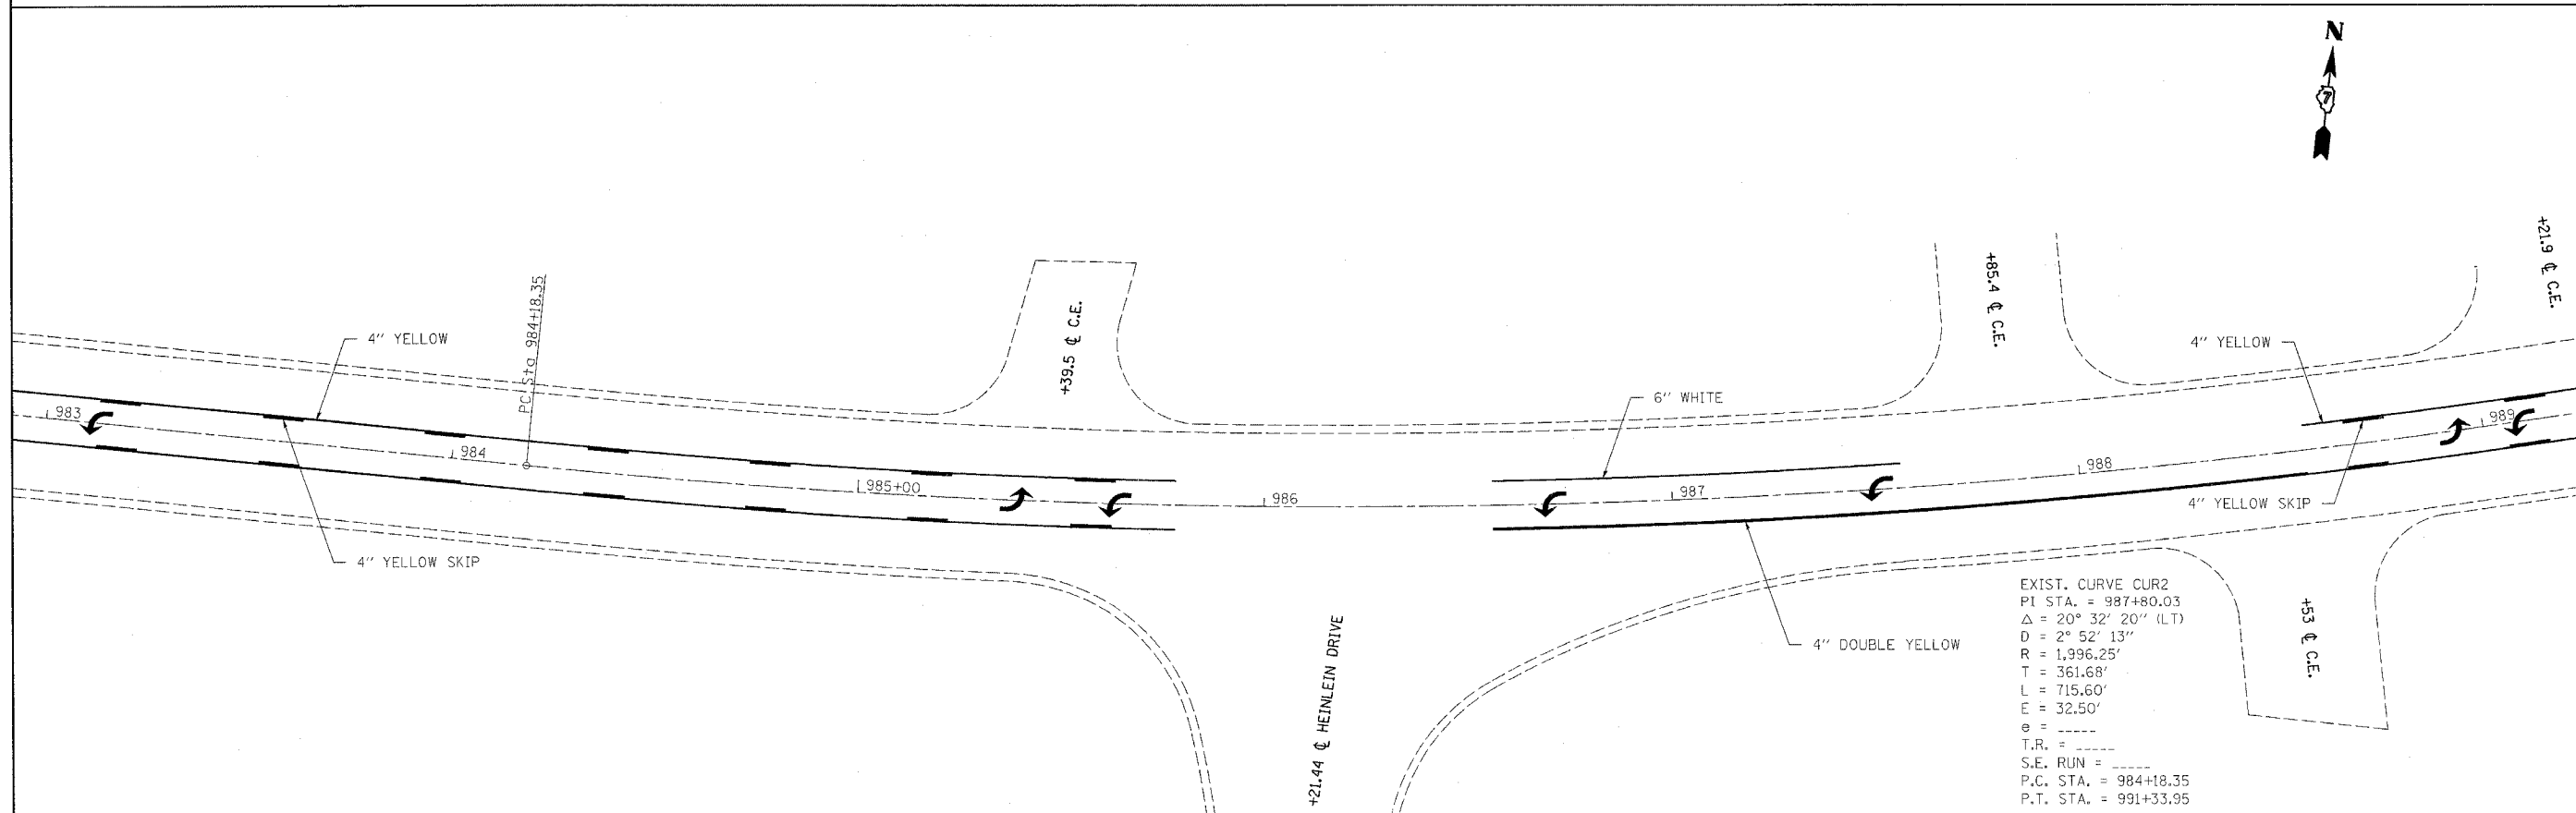 N
7
+21.9 ℄ C.E.
+85.4 ℄ C.E.
PC Sta 984+18.35
+39.5 ℄ C.E.
4" YELLOW
4" YELLOW
6" WHITE
983
984
985+00
986
987
988
989
4" YELLOW SKIP
4" YELLOW SKIP
4" DOUBLE YELLOW
+21.44 ℄ HEINLEIN DRIVE
+53 ℄ C.E.
EXIST. CURVE CUR2
PI STA. = 987+80.03
Δ = 20° 32' 20" (LT)
D = 2° 52' 13"
R = 1,996.25'
T = 361.68'
L = 715.60'
E = 32.50'
e = _____
T.R. = _____
S.E. RUN = _____
P.C. STA. = 984+18.35
P.T. STA. = 991+33.95